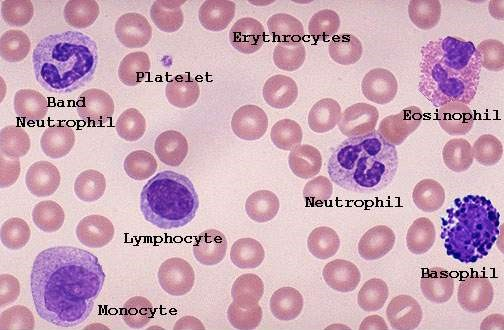 Erythrocytes
Platelet
Band
Neutrophil
Eosinophil
Neutrophil
Lymphocyte
Basophil
Monocyte